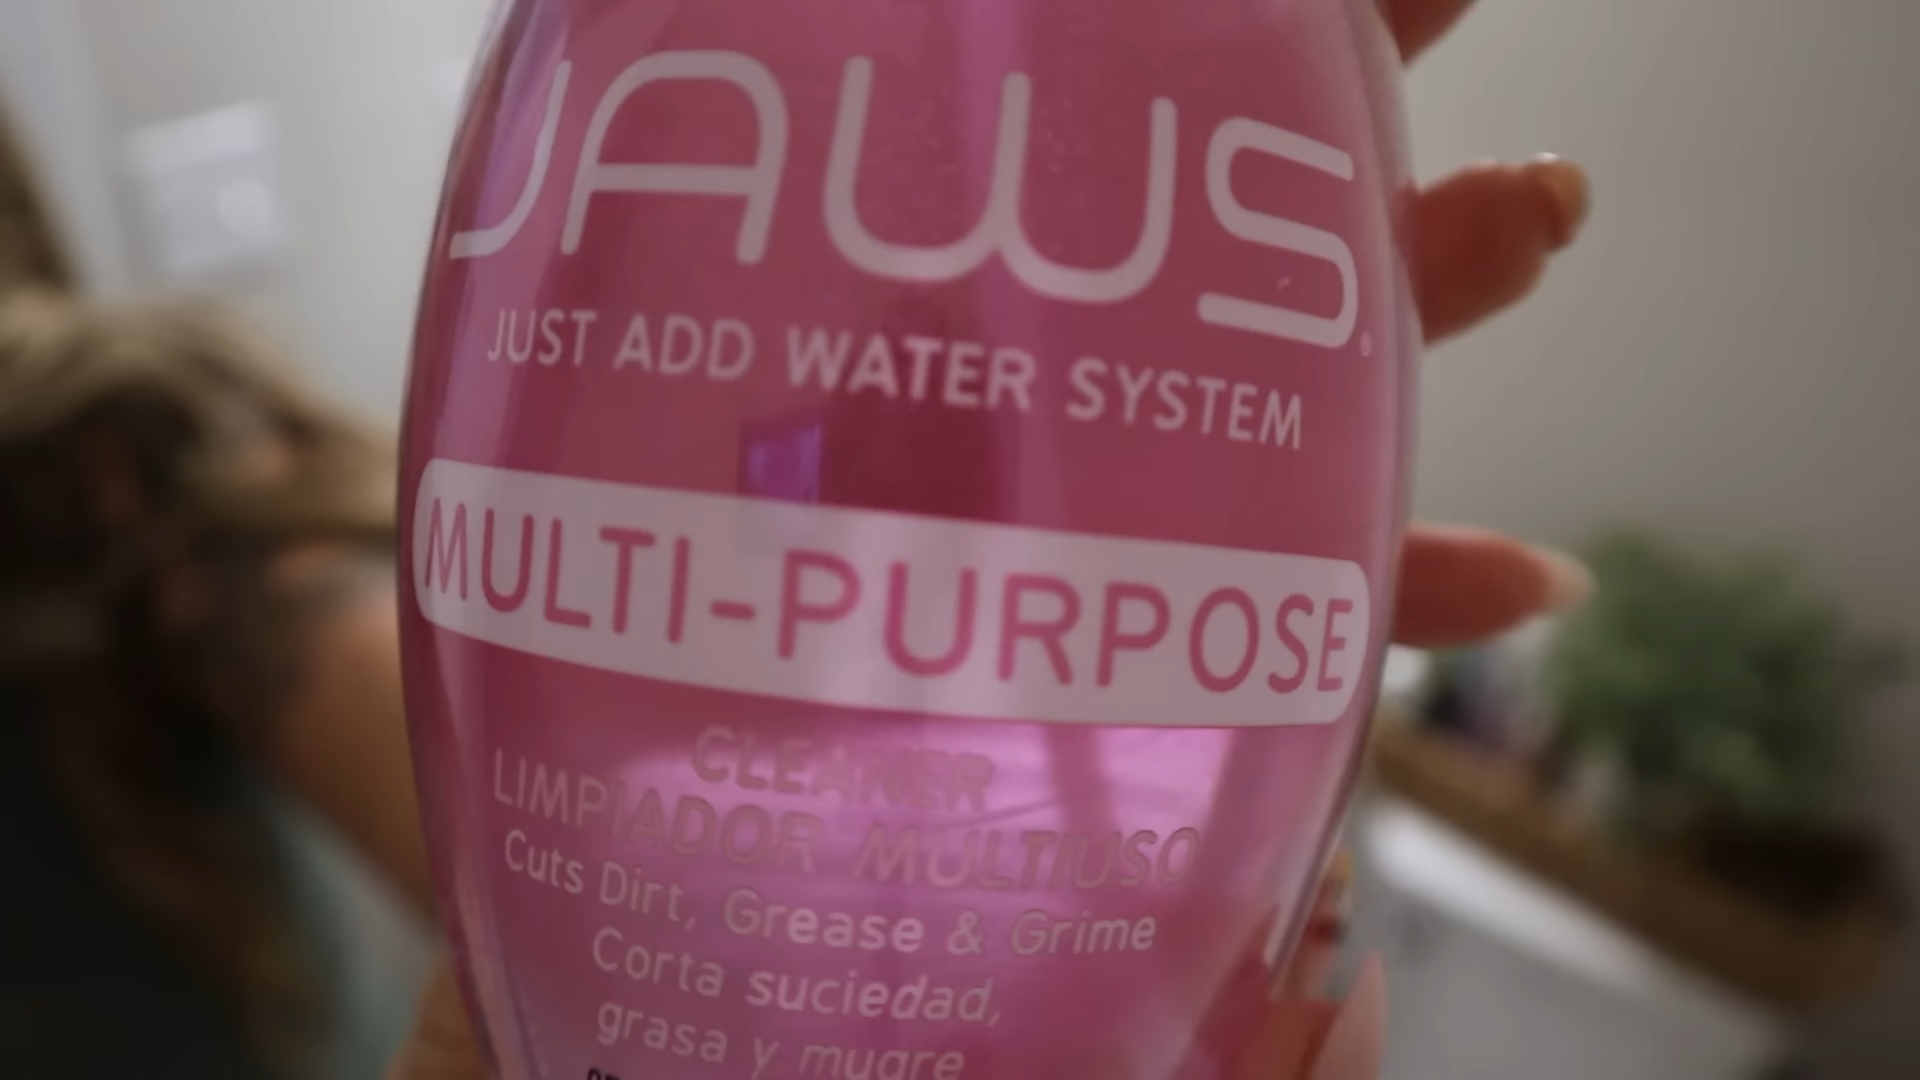 JAWS
JUST ADD WATER SYSTEM
MULTI-PURPOSE
CLEANER
LIMPIADOR MULTIUSO
Cuts Dirt, Grease & Grime
Corta suciedad,
grasa y mugre